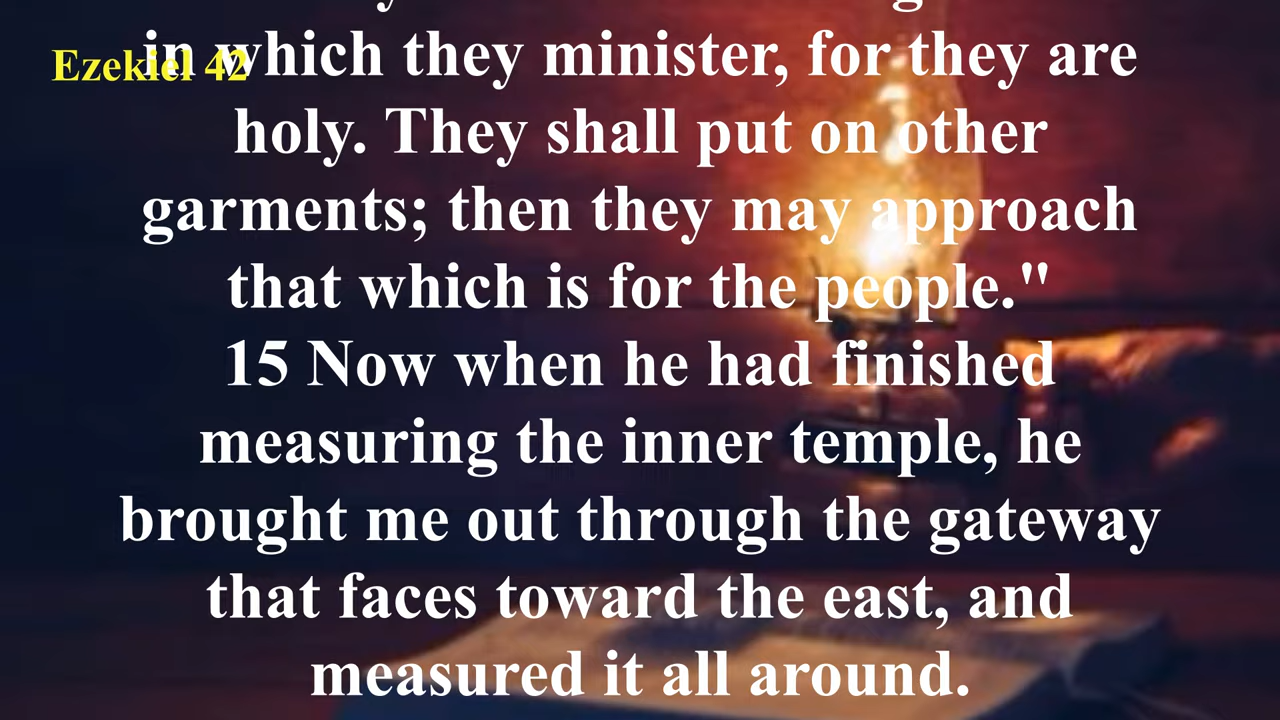 Ezekiel 42
in which they minister, for they are
holy. They shall put on other
garments; then they may approach
that which is for the people."
15 Now when he had finished
measuring the inner temple, he
brought me out through the gateway
that faces toward the east, and
measured it all around.